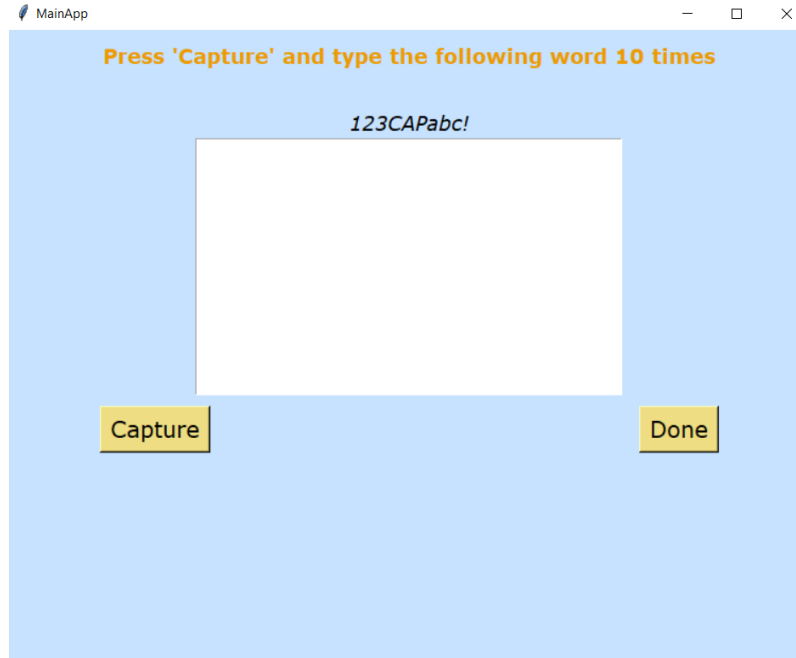 MainApp
Press 'Capture' and type the following word 10 times
123CAPabc!
Capture
Done